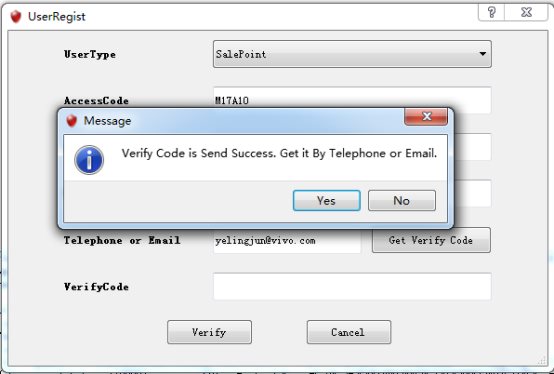 UserRegist
UserType
SalePoint
AccessCode
M17A10
Message
Verify Code is Send Success. Get it By Telephone or Email.
Yes
No
Telephone or Email
yelingjun@vivo.com
Get Verify Code
VerifyCode
Verify
Cancel